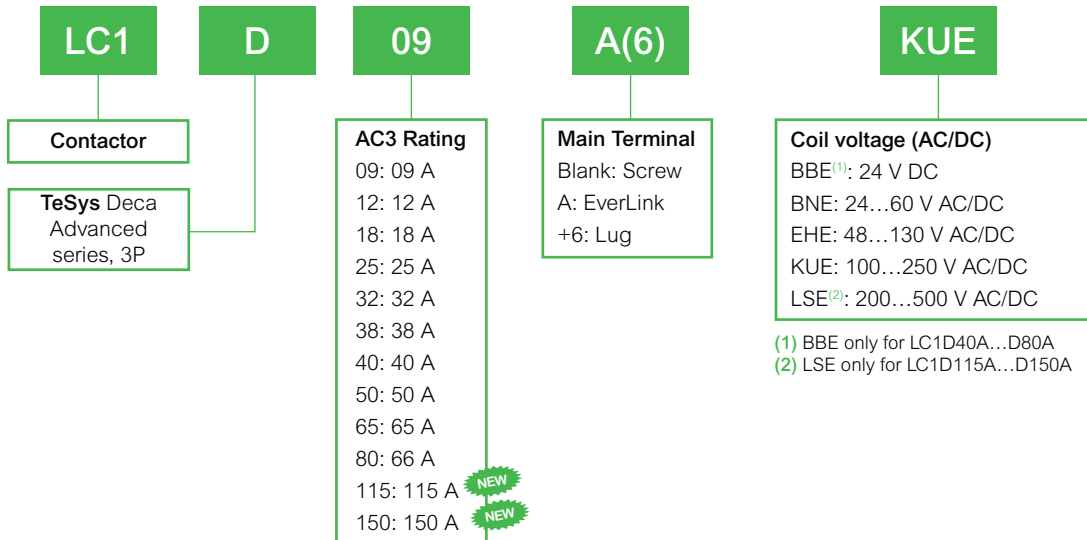 LC1
D
09
A(6)
KUE
Contactor
TeSys Deca
Advanced
series, 3P
AC3 Rating
09: 09 A
12: 12 A
18: 18 A
25: 25 A
32: 32 A
38: 38 A
40: 40 A
50: 50 A
65: 65 A
80: 66 A
115: 115 A NEW
150: 150 A NEW
Main Terminal
Blank: Screw
A: EverLink
+6: Lug
Coil voltage (AC/DC)
BBE(1): 24 V DC
BNE: 24...60 V AC/DC
EHE: 48...130 V AC/DC
KUE: 100...250 V AC/DC
LSE(2): 200...500 V AC/DC
(1) BBE only for LC1D40A...D80A
(2) LSE only for LC1D115A...D150A